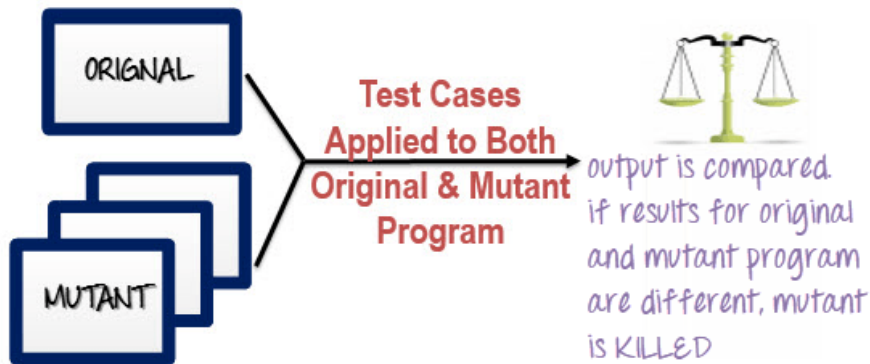 ORIGNAL
MUTANT
Test Cases
Applied to Both
Original & Mutant
Program
output is compared.
if results for original
and mutant program
are different, mutant
is KILLED